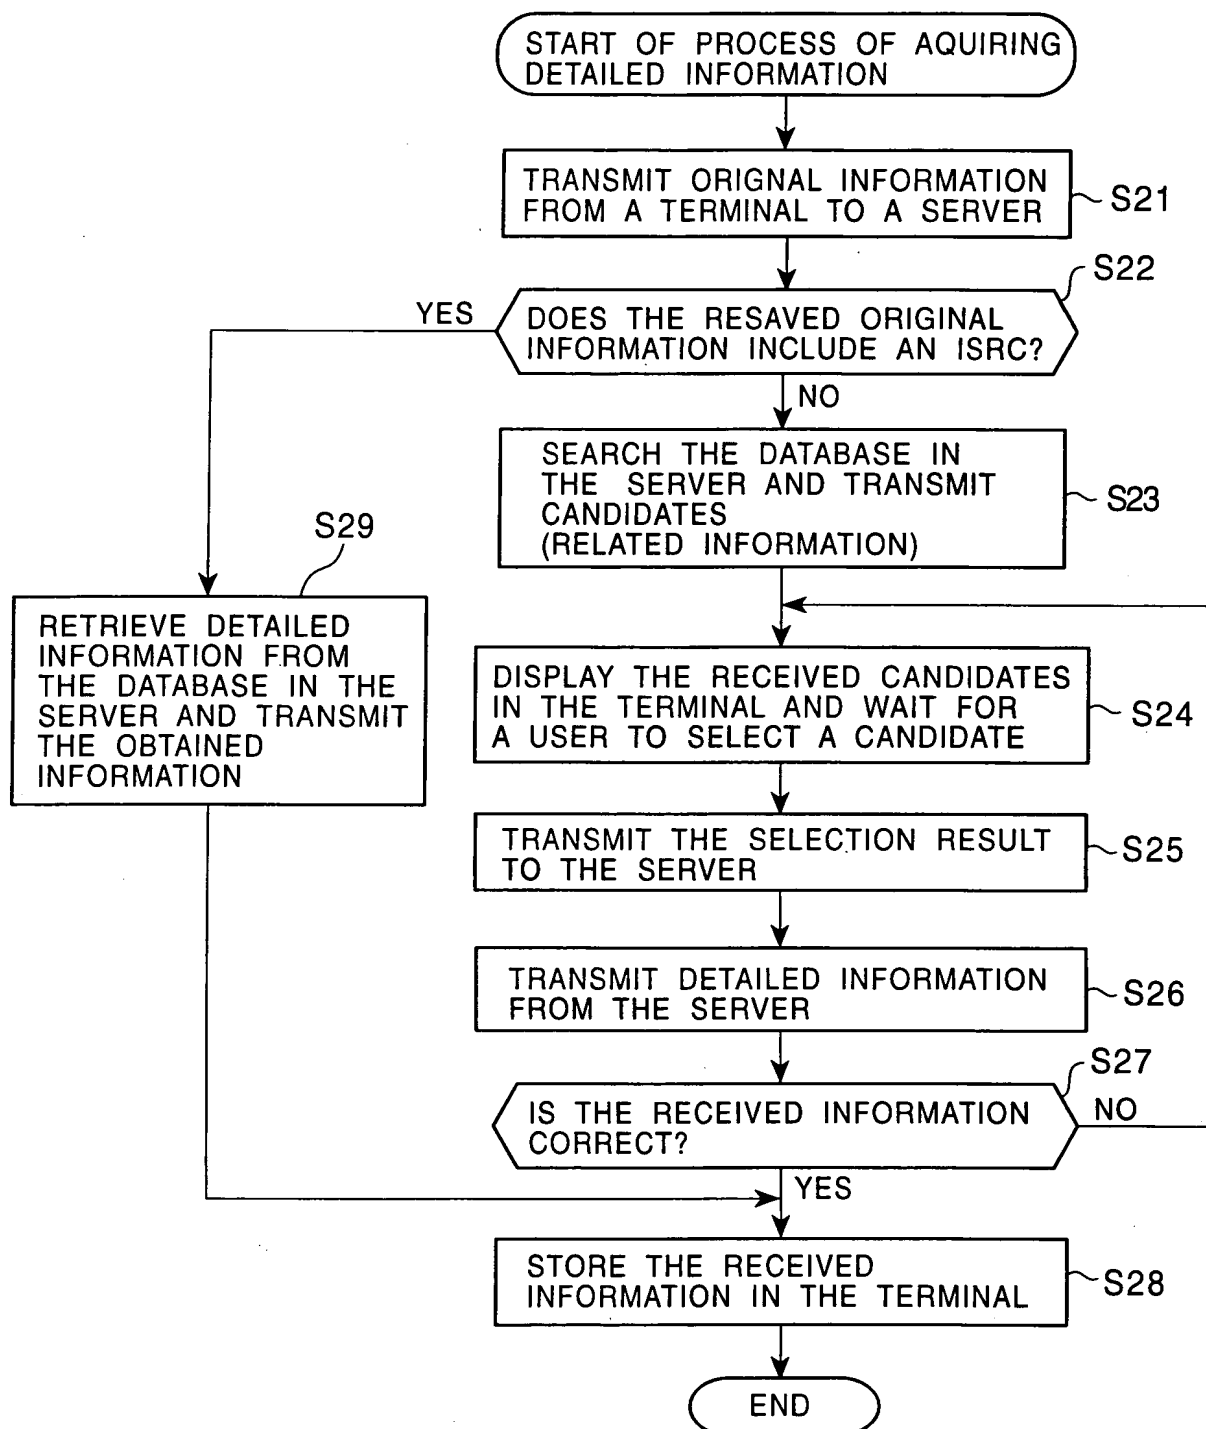 START OF PROCESS OF AQUIRING
DETAILED INFORMATION
TRANSMIT ORIGNAL INFORMATION
FROM A TERMINAL TO A SERVER
S21
S22
YES
DOES THE RESAVED ORIGINAL
INFORMATION INCLUDE AN ISRC?
NO
SEARCH THE DATABASE IN
THE SERVER AND TRANSMIT
CANDIDATES
(RELATED INFORMATION)
S23
S29
RETRIEVE DETAILED
INFORMATION FROM
THE DATABASE IN THE
SERVER AND TRANSMIT
THE OBTAINED
INFORMATION
DISPLAY THE RECEIVED CANDIDATES
IN THE TERMINAL AND WAIT FOR
A USER TO SELECT A CANDIDATE
S24
TRANSMIT THE SELECTION RESULT
TO THE SERVER
S25
TRANSMIT DETAILED INFORMATION
FROM THE SERVER
S26
S27
IS THE RECEIVED INFORMATION
CORRECT?
NO
YES
STORE THE RECEIVED
INFORMATION IN THE TERMINAL
S28
END